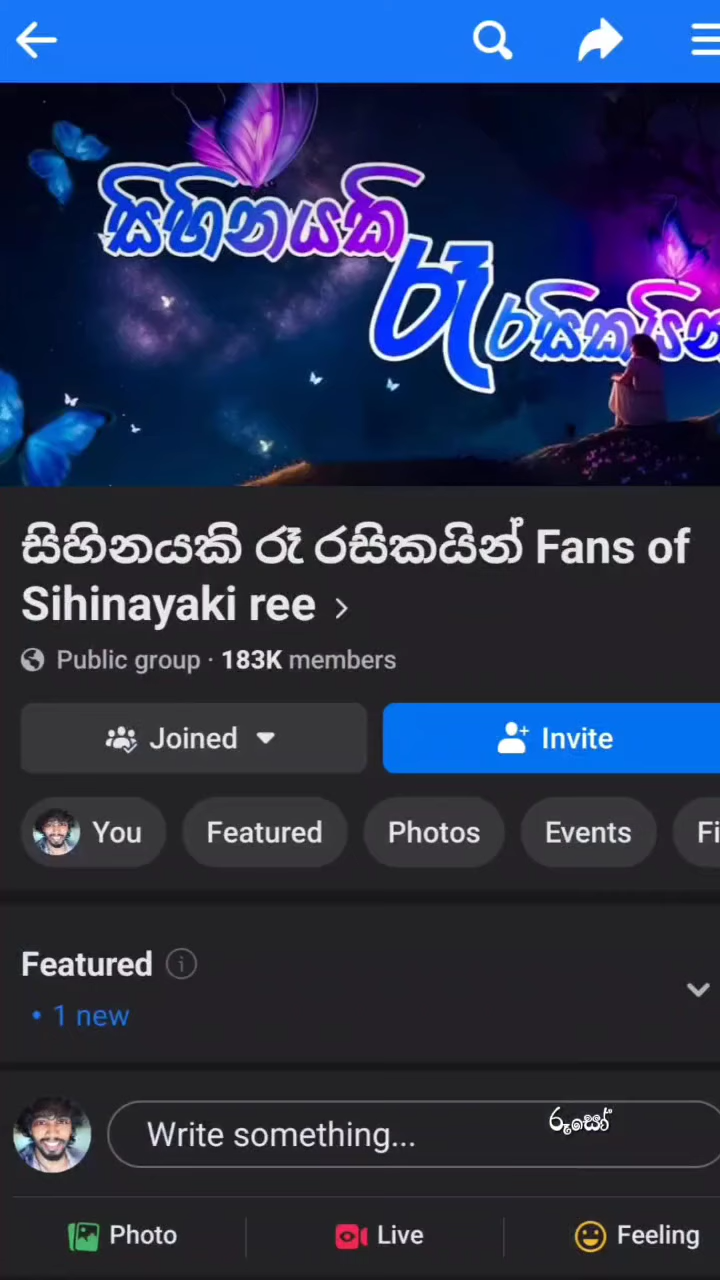 සිහිනයකි
රෑ රසිකයින
සිහිනයකි රෑ රසිකයින් Fans of
Sihinayaki ree
Public group · 183K members
Joined
Invite
You
Featured
Photos
Events
Fi
Featured
• 1 new
Write something...
රූසෝ
Photo
Live
Feeling